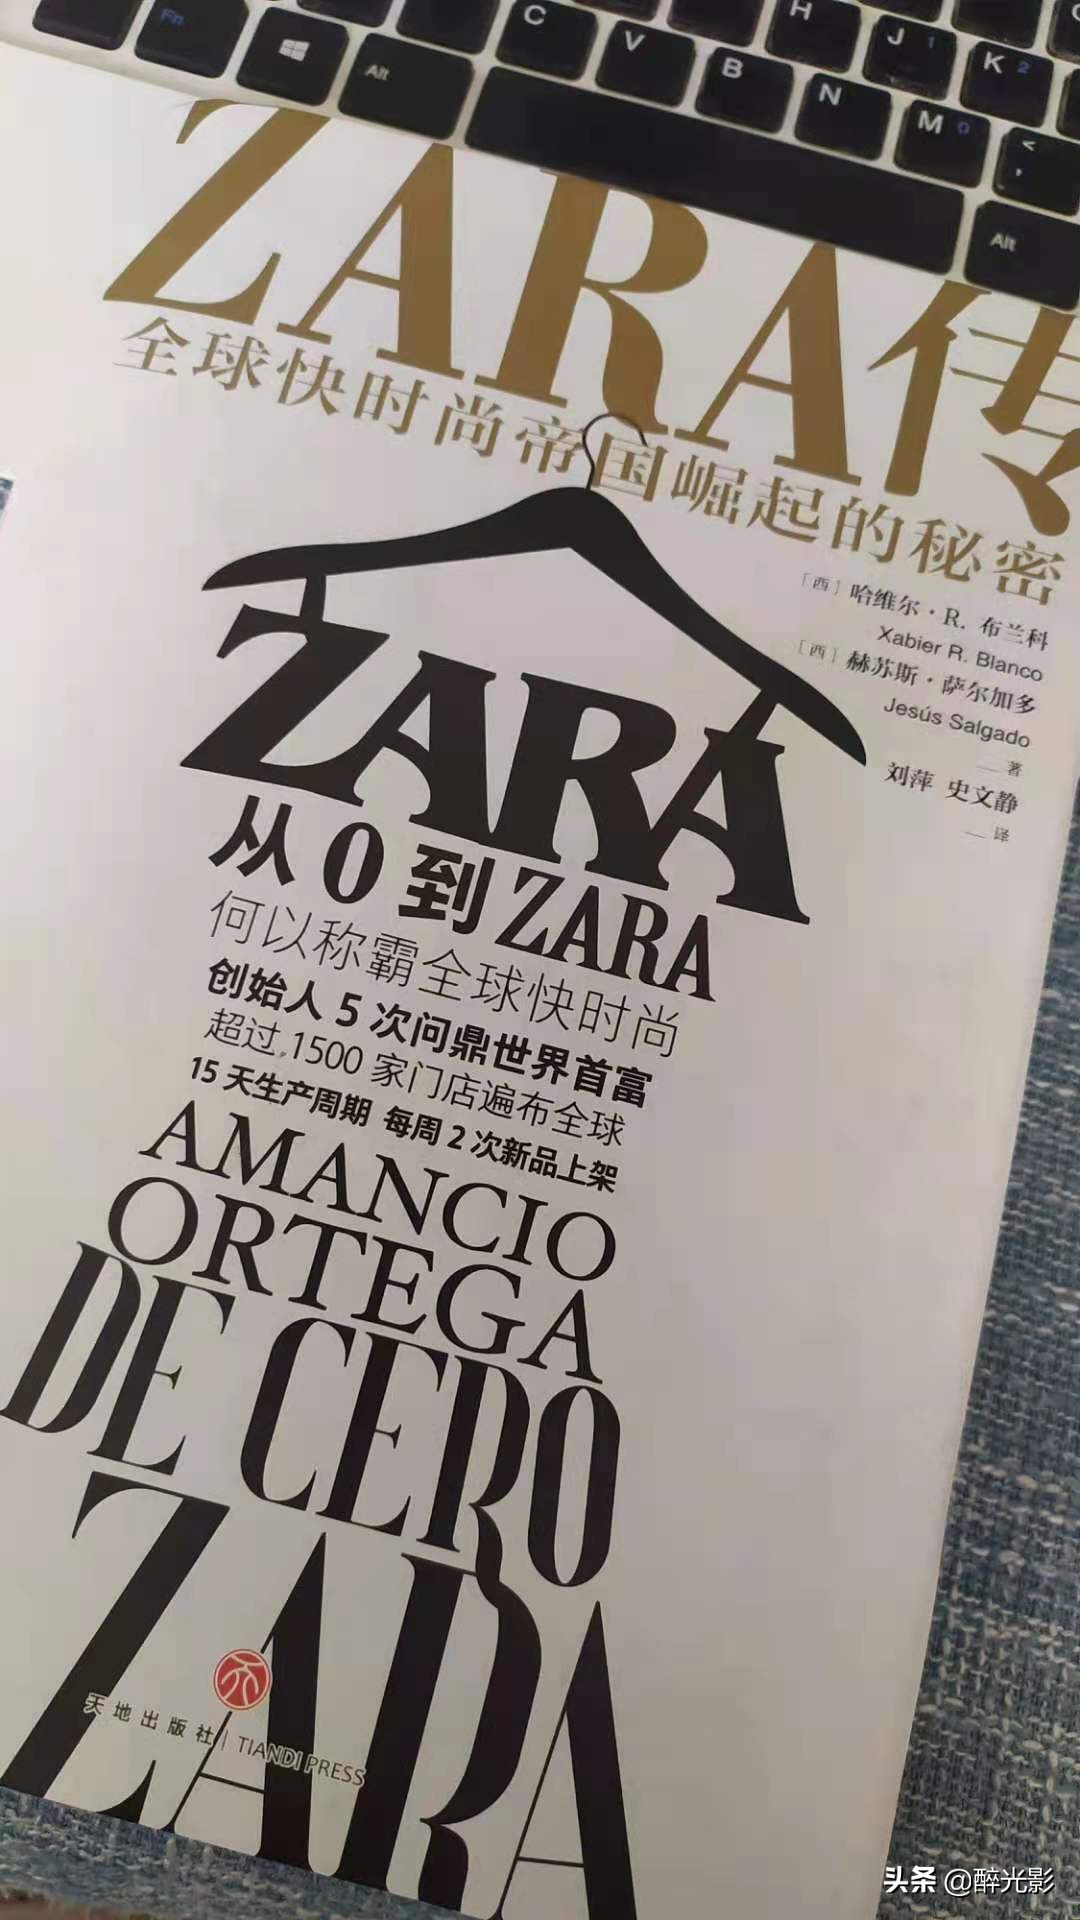 Fn
Alt
C
V
B
N
M 0
H
J 1
K 2
<
,
Alt
ZARA传
全球快时尚帝国崛起的秘密
[西] 哈维尔·R. 布兰科
Xabier R. Blanco
[西] 赫苏斯·萨尔加多
Jesús Salgado
— 著
刘萍 史文静
— 译
ZARA
从0到ZARA
何以称霸全球快时尚
创始人5次问鼎世界首富
超过1500家门店遍布全球
15天生产周期 每周2次新品上架
AMANCIO
ORTEGA
DE CERO
ZARA
天地出版社 | TIANDI PRESS
头条 @醉光影